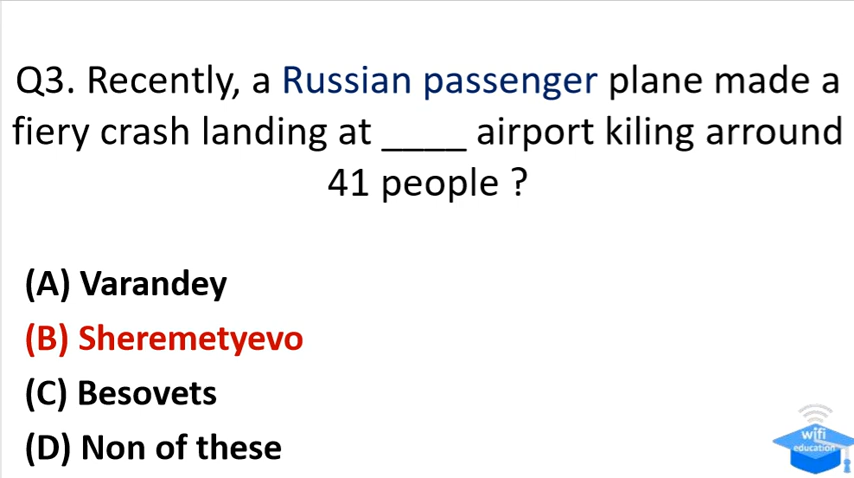 Q3. Recently, a Russian passenger plane made a
fiery crash landing at ____ airport kiling arround
41 people ?
(A) Varandey
(B) Sheremetyevo
(C) Besovets
(D) Non of these
wifi
education